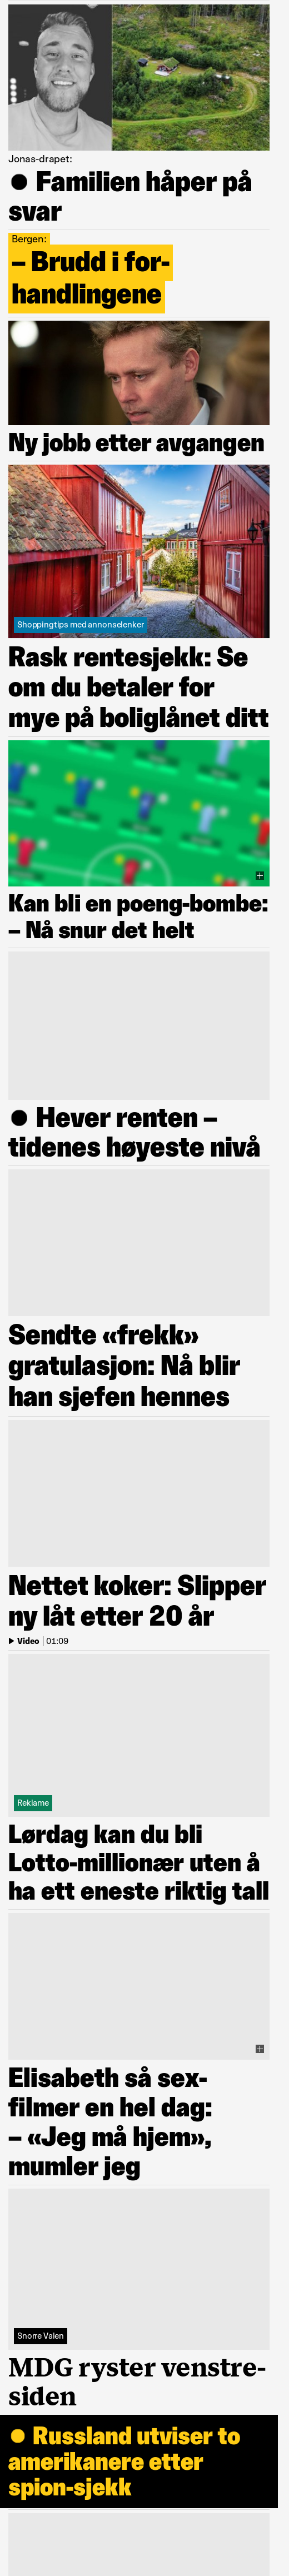 Jonas-drapet:
● Familien håper på
svar
Bergen:
– Brudd i for-
handlingene
Ny jobb etter avgangen
Shoppingtips med annonselenker
Rask rentesjekk: Se
om du betaler for
mye på boliglånet ditt
Kan bli en poeng-bombe:
– Nå snur det helt
● Hever renten –
tidenes høyeste nivå
Sendte «frekk»
gratulasjon: Nå blir
han sjefen hennes
Nettet koker: Slipper
ny låt etter 20 år
Video | 01:09
Reklame
Lørdag kan du bli
Lotto-millionær uten å
ha ett eneste riktig tall
Elisabeth så sex-
filmer en hel dag:
– «Jeg må hjem»,
mumler jeg
Snorre Valen
MDG ryster venstre-
siden
● Russland utviser to
amerikanere etter
spion-sjekk